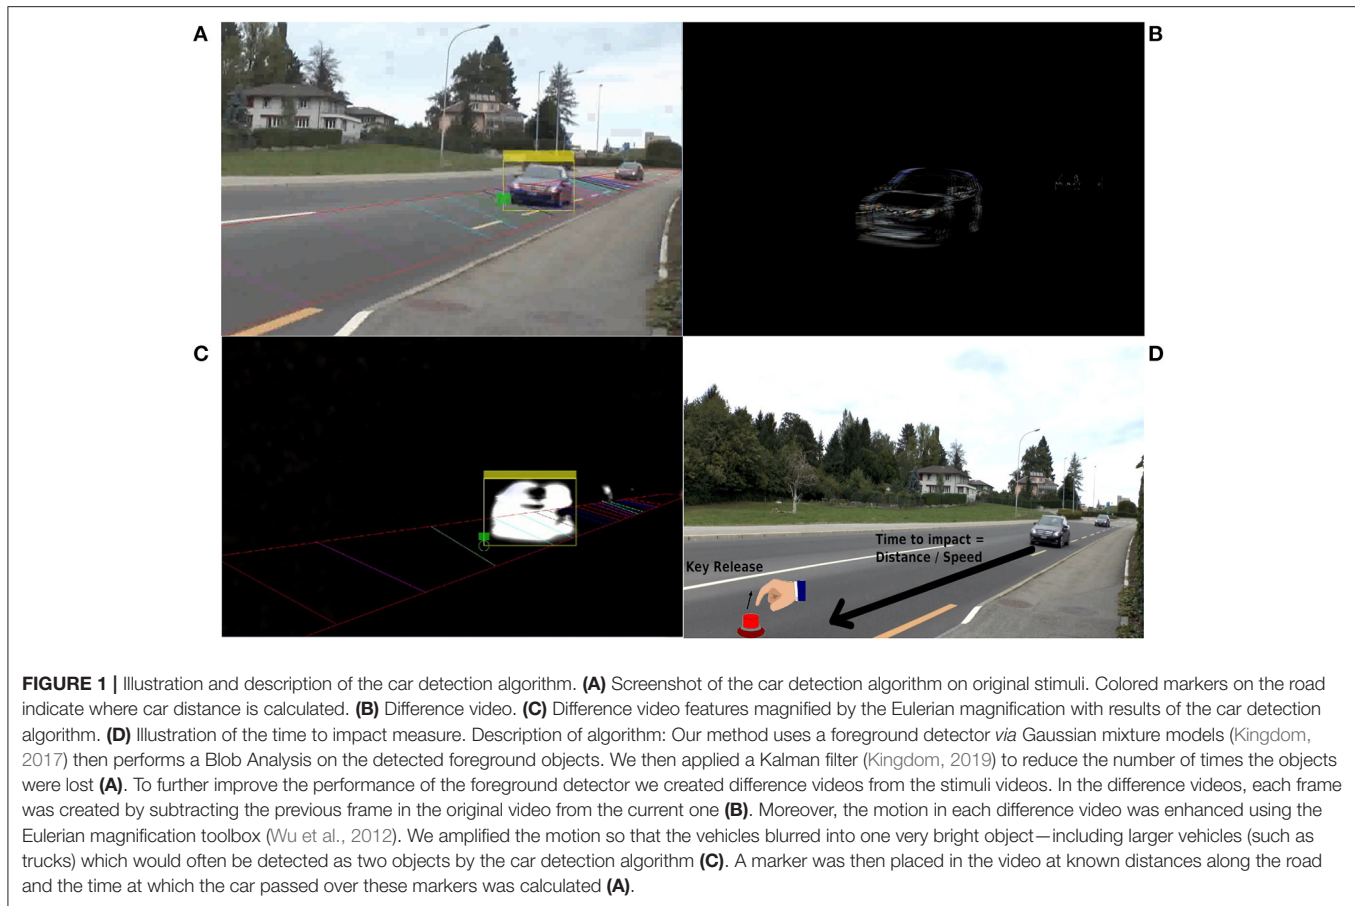 A
B
C
D
Time to impact =
Distance / Speed
Key Release
FIGURE 1 | Illustration and description of the car detection algorithm. (A) Screenshot of the car detection algorithm on original stimuli. Colored markers on the road
indicate where car distance is calculated. (B) Difference video. (C) Difference video features magnified by the Eulerian magnification with results of the car detection
algorithm. (D) Illustration of the time to impact measure. Description of algorithm: Our method uses a foreground detector via Gaussian mixture models (Kingdom,
2017) then performs a Blob Analysis on the detected foreground objects. We then applied a Kalman filter (Kingdom, 2019) to reduce the number of times the objects
were lost (A). To further improve the performance of the foreground detector we created difference videos from the stimuli videos. In the difference videos, each frame
was created by subtracting the previous frame in the original video from the current one (B). Moreover, the motion in each difference video was enhanced using the
Eulerian magnification toolbox (Wu et al., 2012). We amplified the motion so that the vehicles blurred into one very bright object—including larger vehicles (such as
trucks) which would often be detected as two objects by the car detection algorithm (C). A marker was then placed in the video at known distances along the road
and the time at which the car passed over these markers was calculated (A).